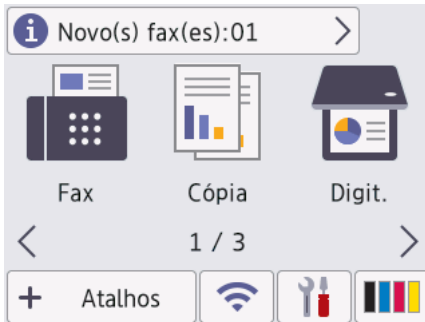 Novo(s) fax(es):01
Fax Cópia Digit.
1 / 3
Atalhos